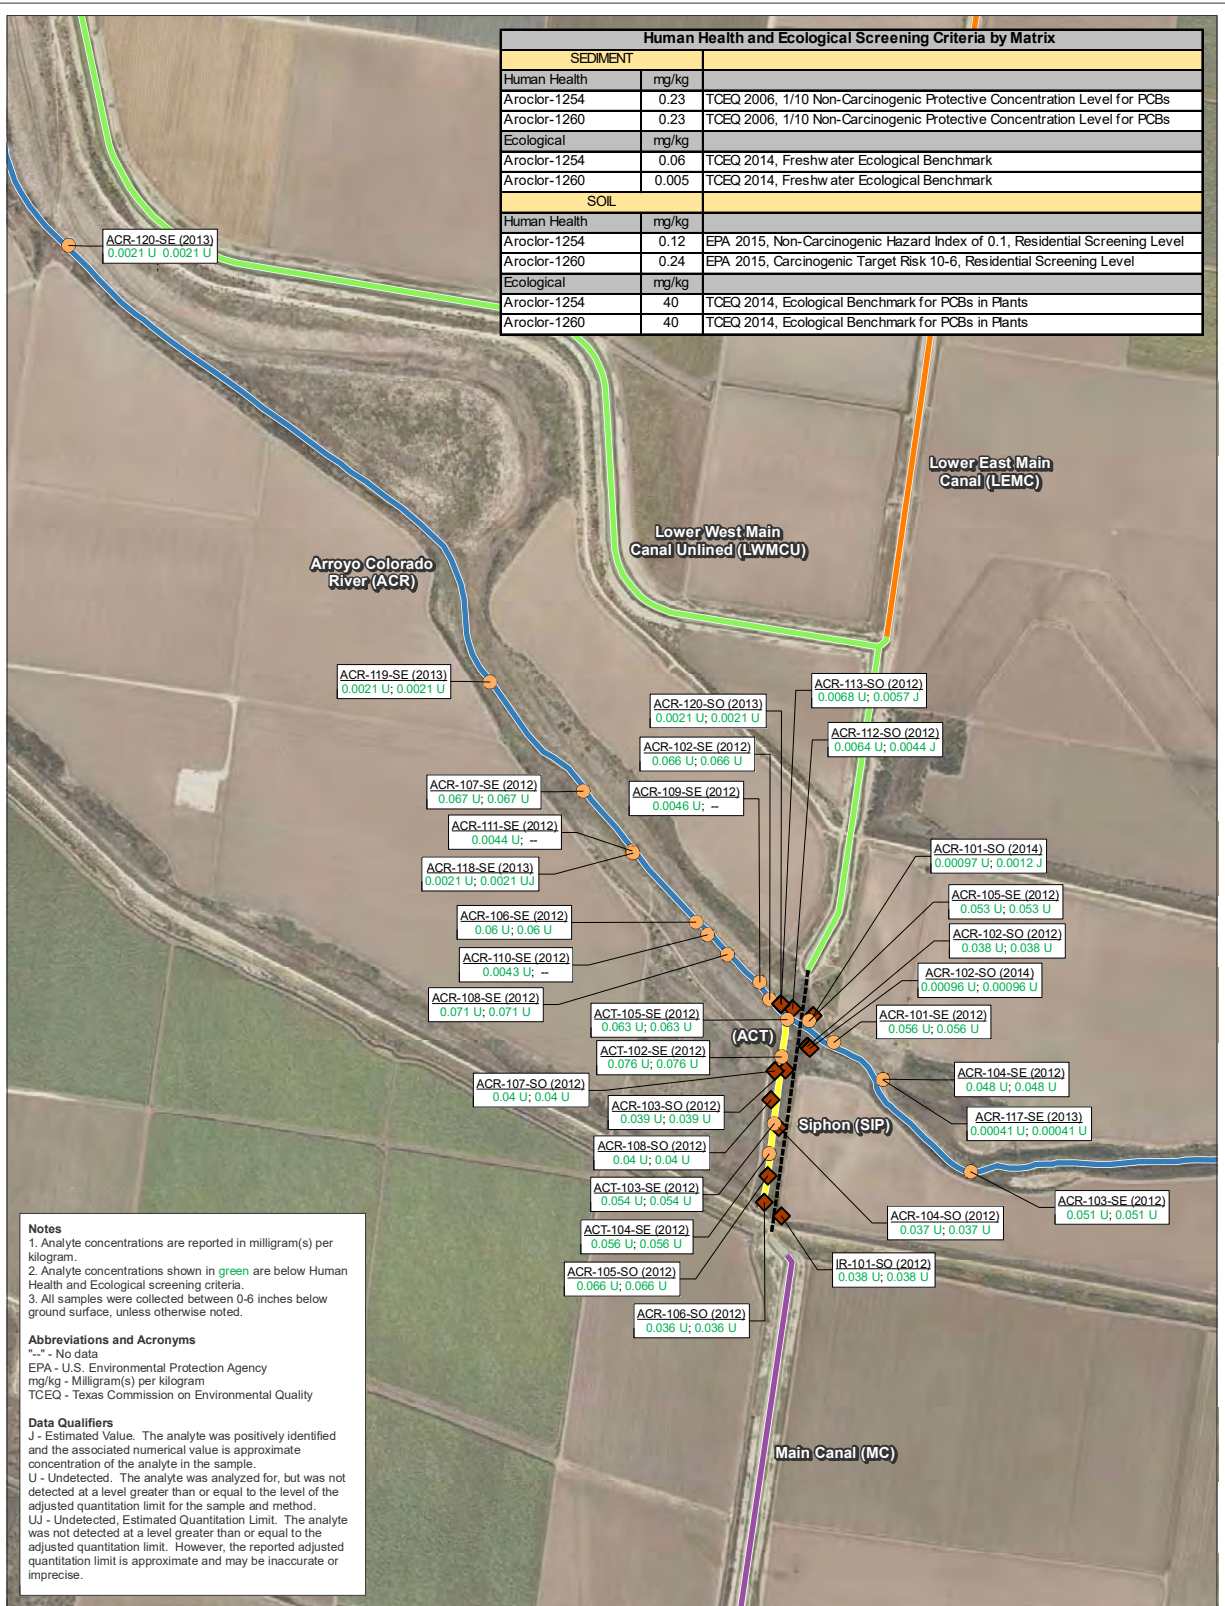 Human Health and Ecological Screening Criteria by Matrix
SEDIMENT
Human Health mg/kg
Aroclor-1254 0.23 TCEQ 2006, 1/10 Non-Carcinogenic Protective Concentration Level for PCBs
Aroclor-1260 0.23 TCEQ 2006, 1/10 Non-Carcinogenic Protective Concentration Level for PCBs
Ecological mg/kg
Aroclor-1254 0.06 TCEQ 2014, Freshwater Ecological Benchmark
Aroclor-1260 0.005 TCEQ 2014, Freshwater Ecological Benchmark
SOIL
Human Health mg/kg
Aroclor-1254 0.12 EPA 2015, Non-Carcinogenic Hazard Index of 0.1, Residential Screening Level
Aroclor-1260 0.24 EPA 2015, Carcinogenic Target Risk 10-6, Residential Screening Level
Ecological mg/kg
Aroclor-1254 40 TCEQ 2014, Ecological Benchmark for PCBs in Plants
Aroclor-1260 40 TCEQ 2014, Ecological Benchmark for PCBs in Plants
ACR-120-SE (2013)
0.0021 U 0.0021 U
Lower East Main
Canal (LEMC)
Lower West Main
Canal Unlined (LWMCU)
Arroyo Colorado
River (ACR)
ACR-119-SE (2013)
0.0021 U; 0.0021 U
ACR-113-SO (2012)
0.0068 U; 0.0057 J
ACR-120-SO (2013)
0.0021 U; 0.0021 U
ACR-112-SO (2012)
0.0064 U; 0.0044 J
ACR-102-SE (2012)
0.066 U; 0.066 U
ACR-107-SE (2012)
0.067 U; 0.067 U
ACR-109-SE (2012)
0.0046 U; --
ACR-111-SE (2012)
0.0044 U; --
ACR-118-SE (2013)
0.0021 U; 0.0021 UJ
ACR-101-SO (2014)
0.00097 U; 0.0012 J
ACR-105-SE (2012)
0.053 U; 0.053 U
ACR-106-SE (2012)
0.06 U; 0.06 U
ACR-102-SO (2012)
0.038 U; 0.038 U
ACR-110-SE (2012)
0.0043 U; --
ACR-102-SO (2014)
0.00096 U; 0.00096 U
ACR-108-SE (2012)
0.071 U; 0.071 U
ACT-105-SE (2012)
0.063 U; 0.063 U
ACR-101-SE (2012)
0.056 U; 0.056 U
(ACT)
ACT-102-SE (2012)
0.076 U; 0.076 U
ACR-104-SE (2012)
0.048 U; 0.048 U
ACR-107-SO (2012)
0.04 U; 0.04 U
ACR-103-SO (2012)
0.039 U; 0.039 U
ACR-117-SE (2013)
0.00041 U; 0.00041 U
Siphon (SIP)
ACR-108-SO (2012)
0.04 U; 0.04 U
ACT-103-SE (2012)
0.054 U; 0.054 U
ACR-103-SE (2012)
0.051 U; 0.051 U
ACR-104-SO (2012)
0.037 U; 0.037 U
ACT-104-SE (2012)
0.056 U; 0.056 U
IR-101-SO (2012)
0.038 U; 0.038 U
ACR-105-SO (2012)
0.066 U; 0.066 U
ACR-106-SO (2012)
0.036 U; 0.036 U
Main Canal (MC)
Notes
1. Analyte concentrations are reported in milligram(s) per
kilogram.
2. Analyte concentrations shown in green are below Human
Health and Ecological screening criteria.
3. All samples were collected between 0-6 inches below
ground surface, unless otherwise noted.
Abbreviations and Acronyms
"--" - No data
EPA - U.S. Environmental Protection Agency
mg/kg - Milligram(s) per kilogram
TCEQ - Texas Commission on Environmental Quality
Data Qualifiers
J - Estimated Value. The analyte was positively identified
and the associated numerical value is approximate
concentration of the analyte in the sample.
U - Undetected. The analyte was analyzed for, but was not
detected at a level greater than or equal to the level of the
adjusted quantitation limit for the sample and method.
UJ - Undetected, Estimated Quantitation Limit. The analyte
was not detected at a level greater than or equal to the
adjusted quantitation limit. However, the reported adjusted
quantitation limit is approximate and may be inaccurate or
imprecise.